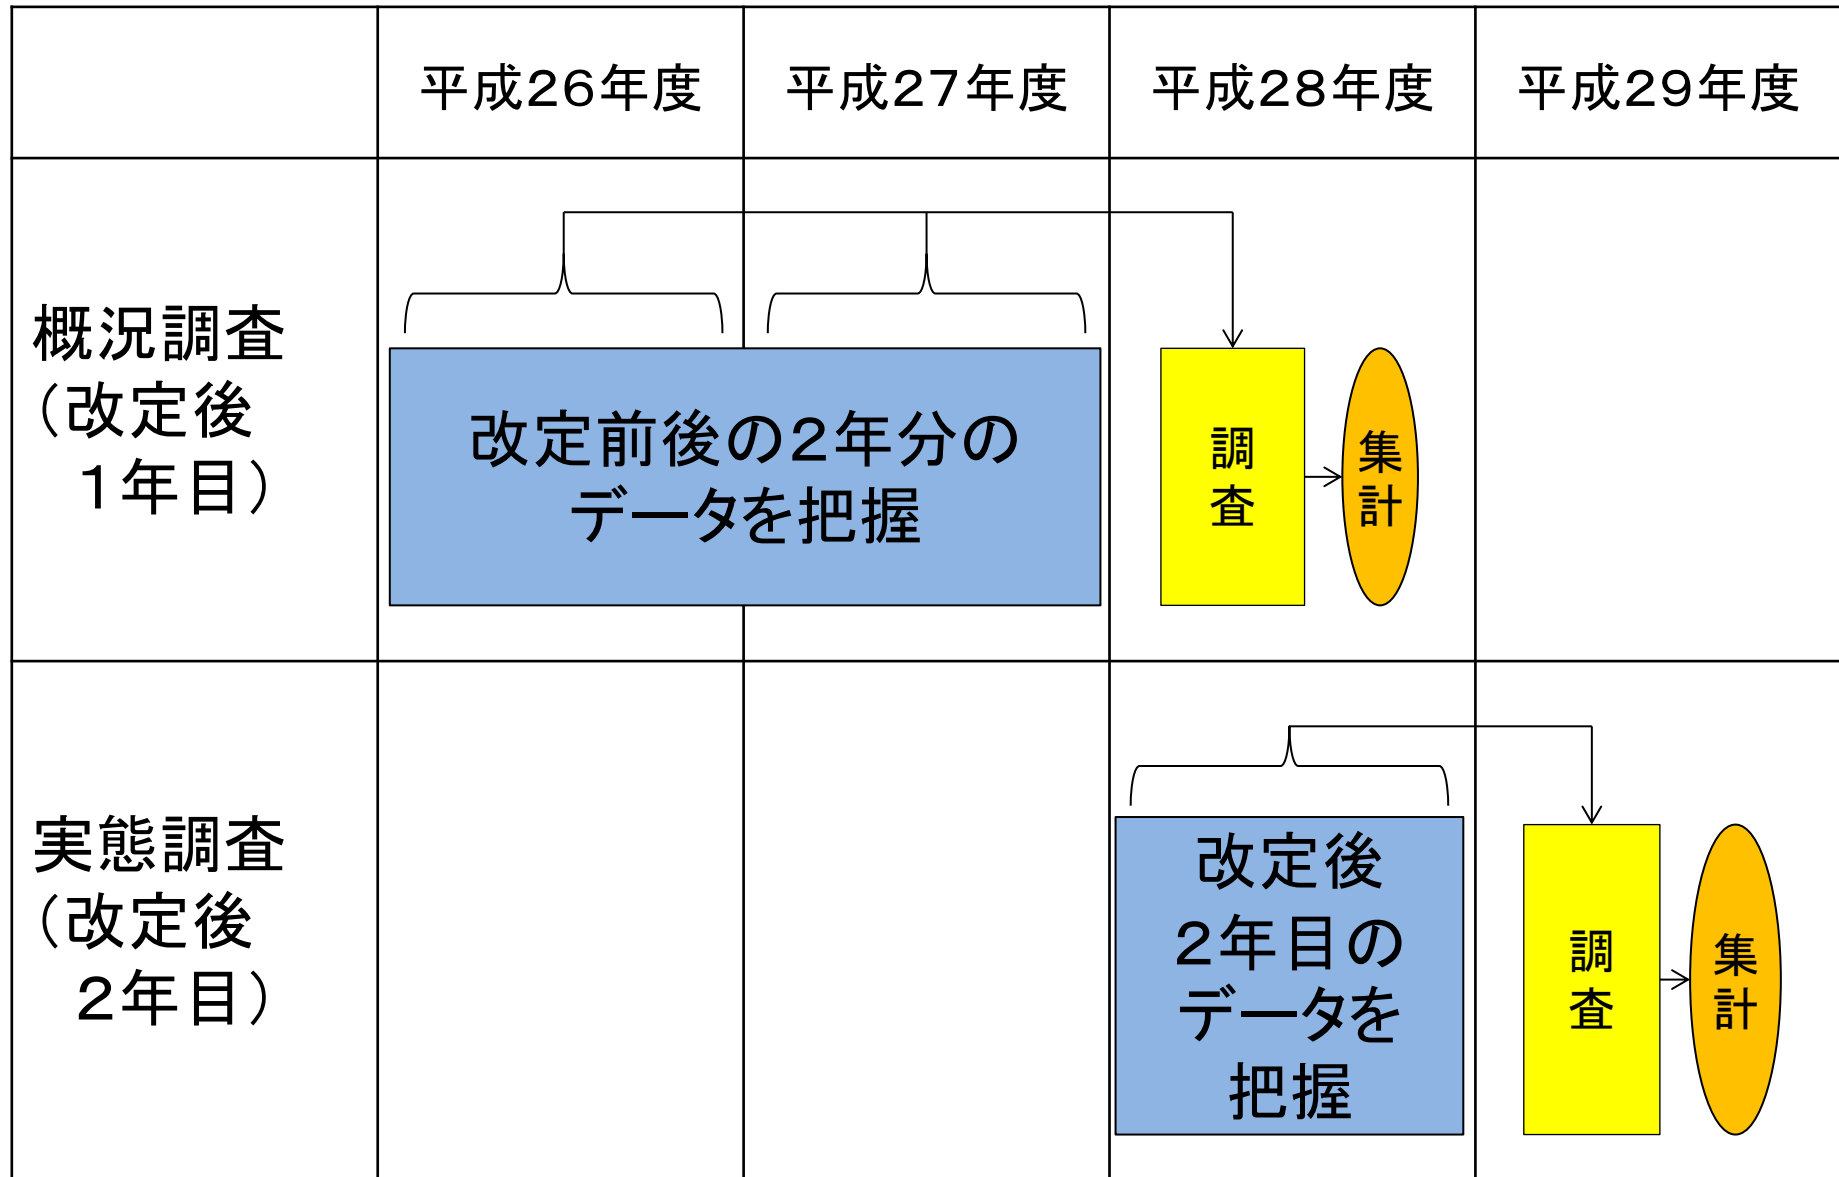 平成26年度
平成27年度
平成28年度
平成29年度
概況調査
（改定後
1年目）
改定前後の2年分の
データを把握
調
査
集
計
実態調査
（改定後
2年目）
改定後
2年目の
データを
把握
調
査
集
計